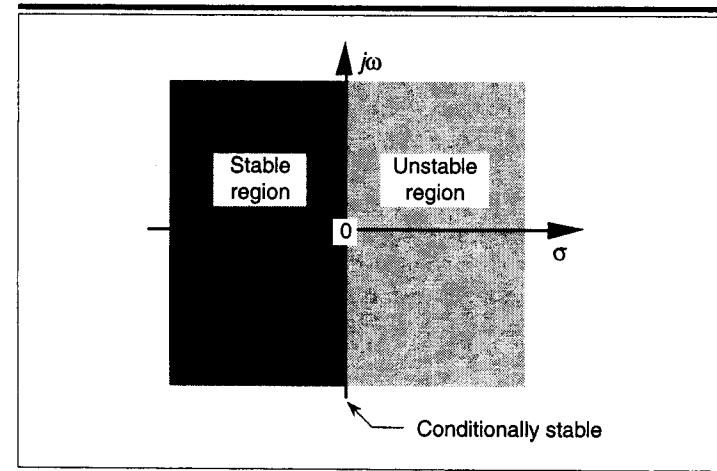 jω
Stable
region
Unstable
region
0
σ
Conditionally stable